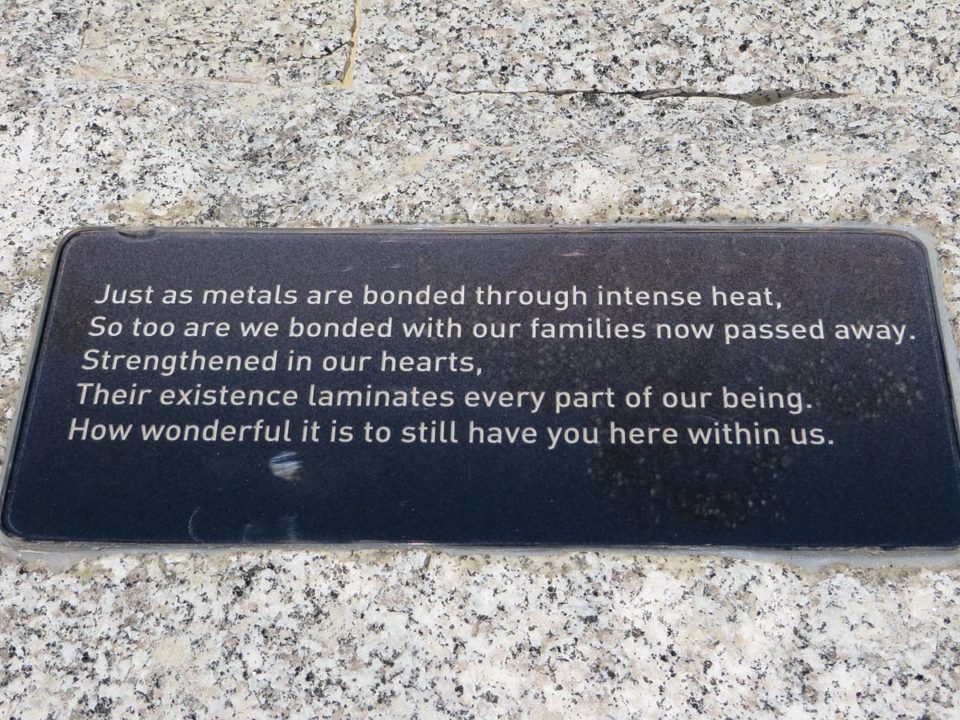 Just as metals are bonded through intense heat,
So too are we bonded with our families now passed away.
Strengthened in our hearts,
Their existence laminates every part of our being.
How wonderful it is to still have you here within us.